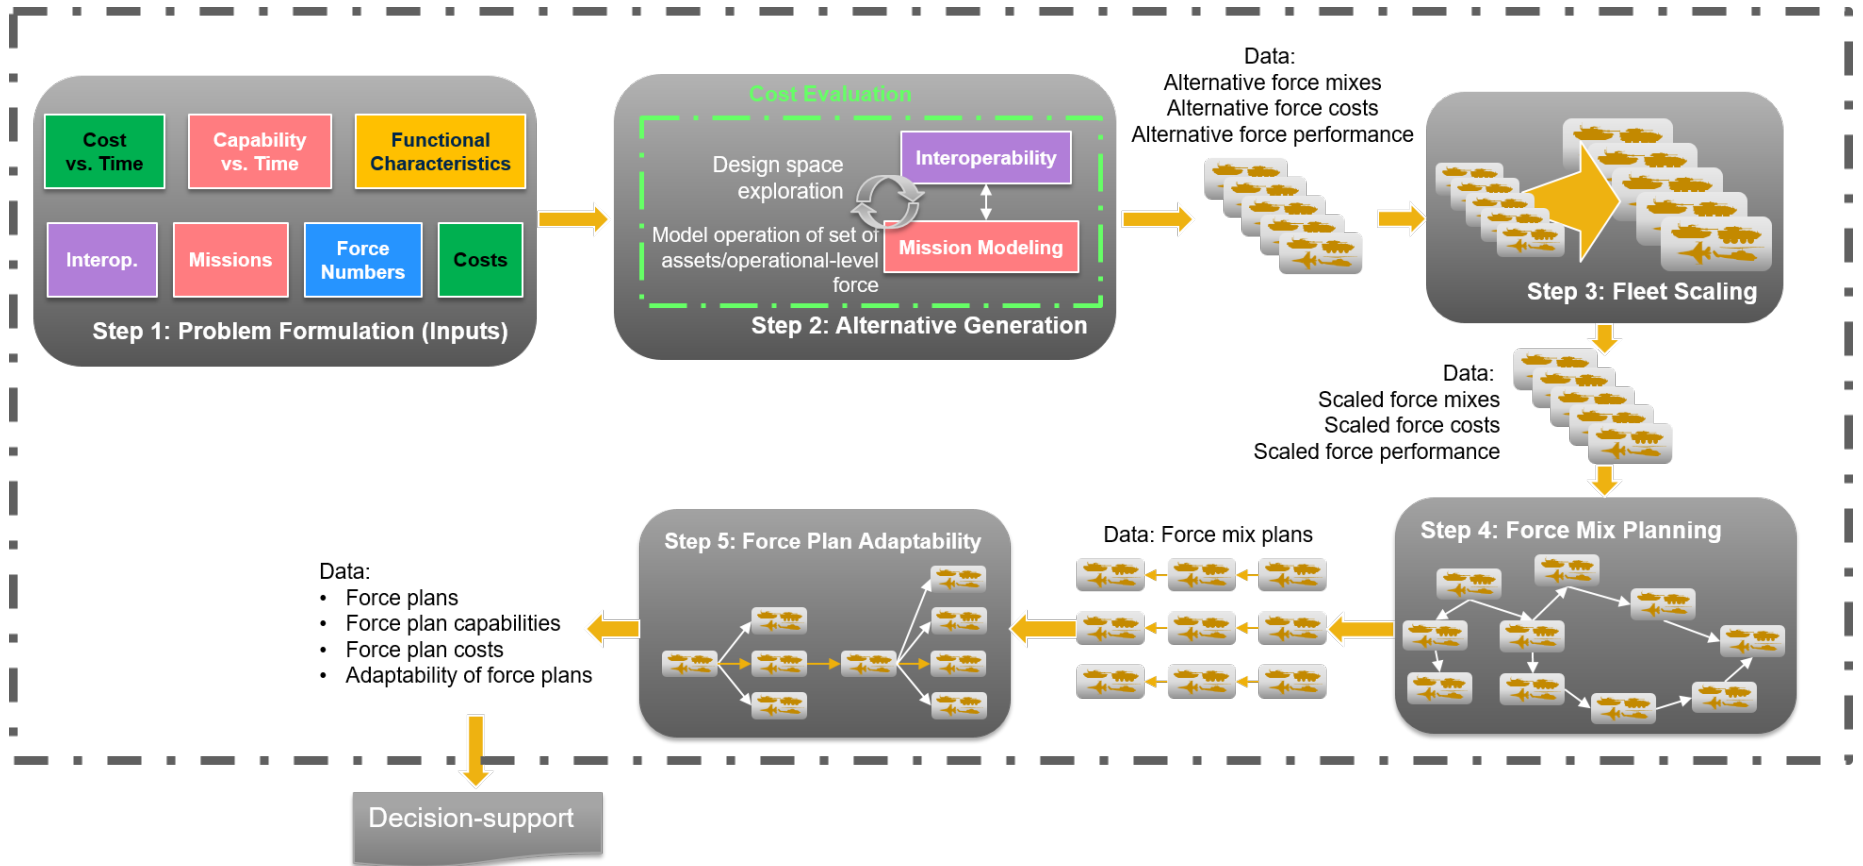 Cost
vs. Time
Capability
vs. Time
Functional
Characteristics
Interop.
Missions
Force
Numbers
Costs
Step 1: Problem Formulation (Inputs)
Cost Evaluation
Design space
exploration
Interoperability
Model operation of set of
assets/operational-level
force
Mission Modeling
Step 2: Alternative Generation
Data:
Alternative force mixes
Alternative force costs
Alternative force performance
Step 3: Fleet Scaling
Data:
Scaled force mixes
Scaled force costs
Scaled force performance
Step 4: Force Mix Planning
Data: Force mix plans
Step 5: Force Plan Adaptability
Data:
• Force plans
• Force plan capabilities
• Force plan costs
• Adaptability of force plans
Decision-support